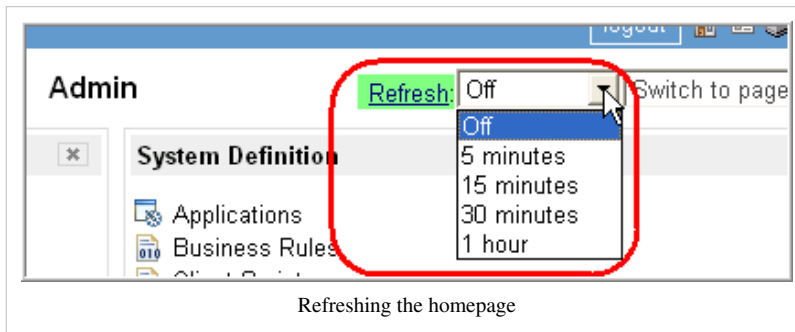 logout
Admin
Refresh: Off Switch to page
Off
System Definition
5 minutes
15 minutes
Applications
30 minutes
Business Rules
1 hour
Refreshing the homepage